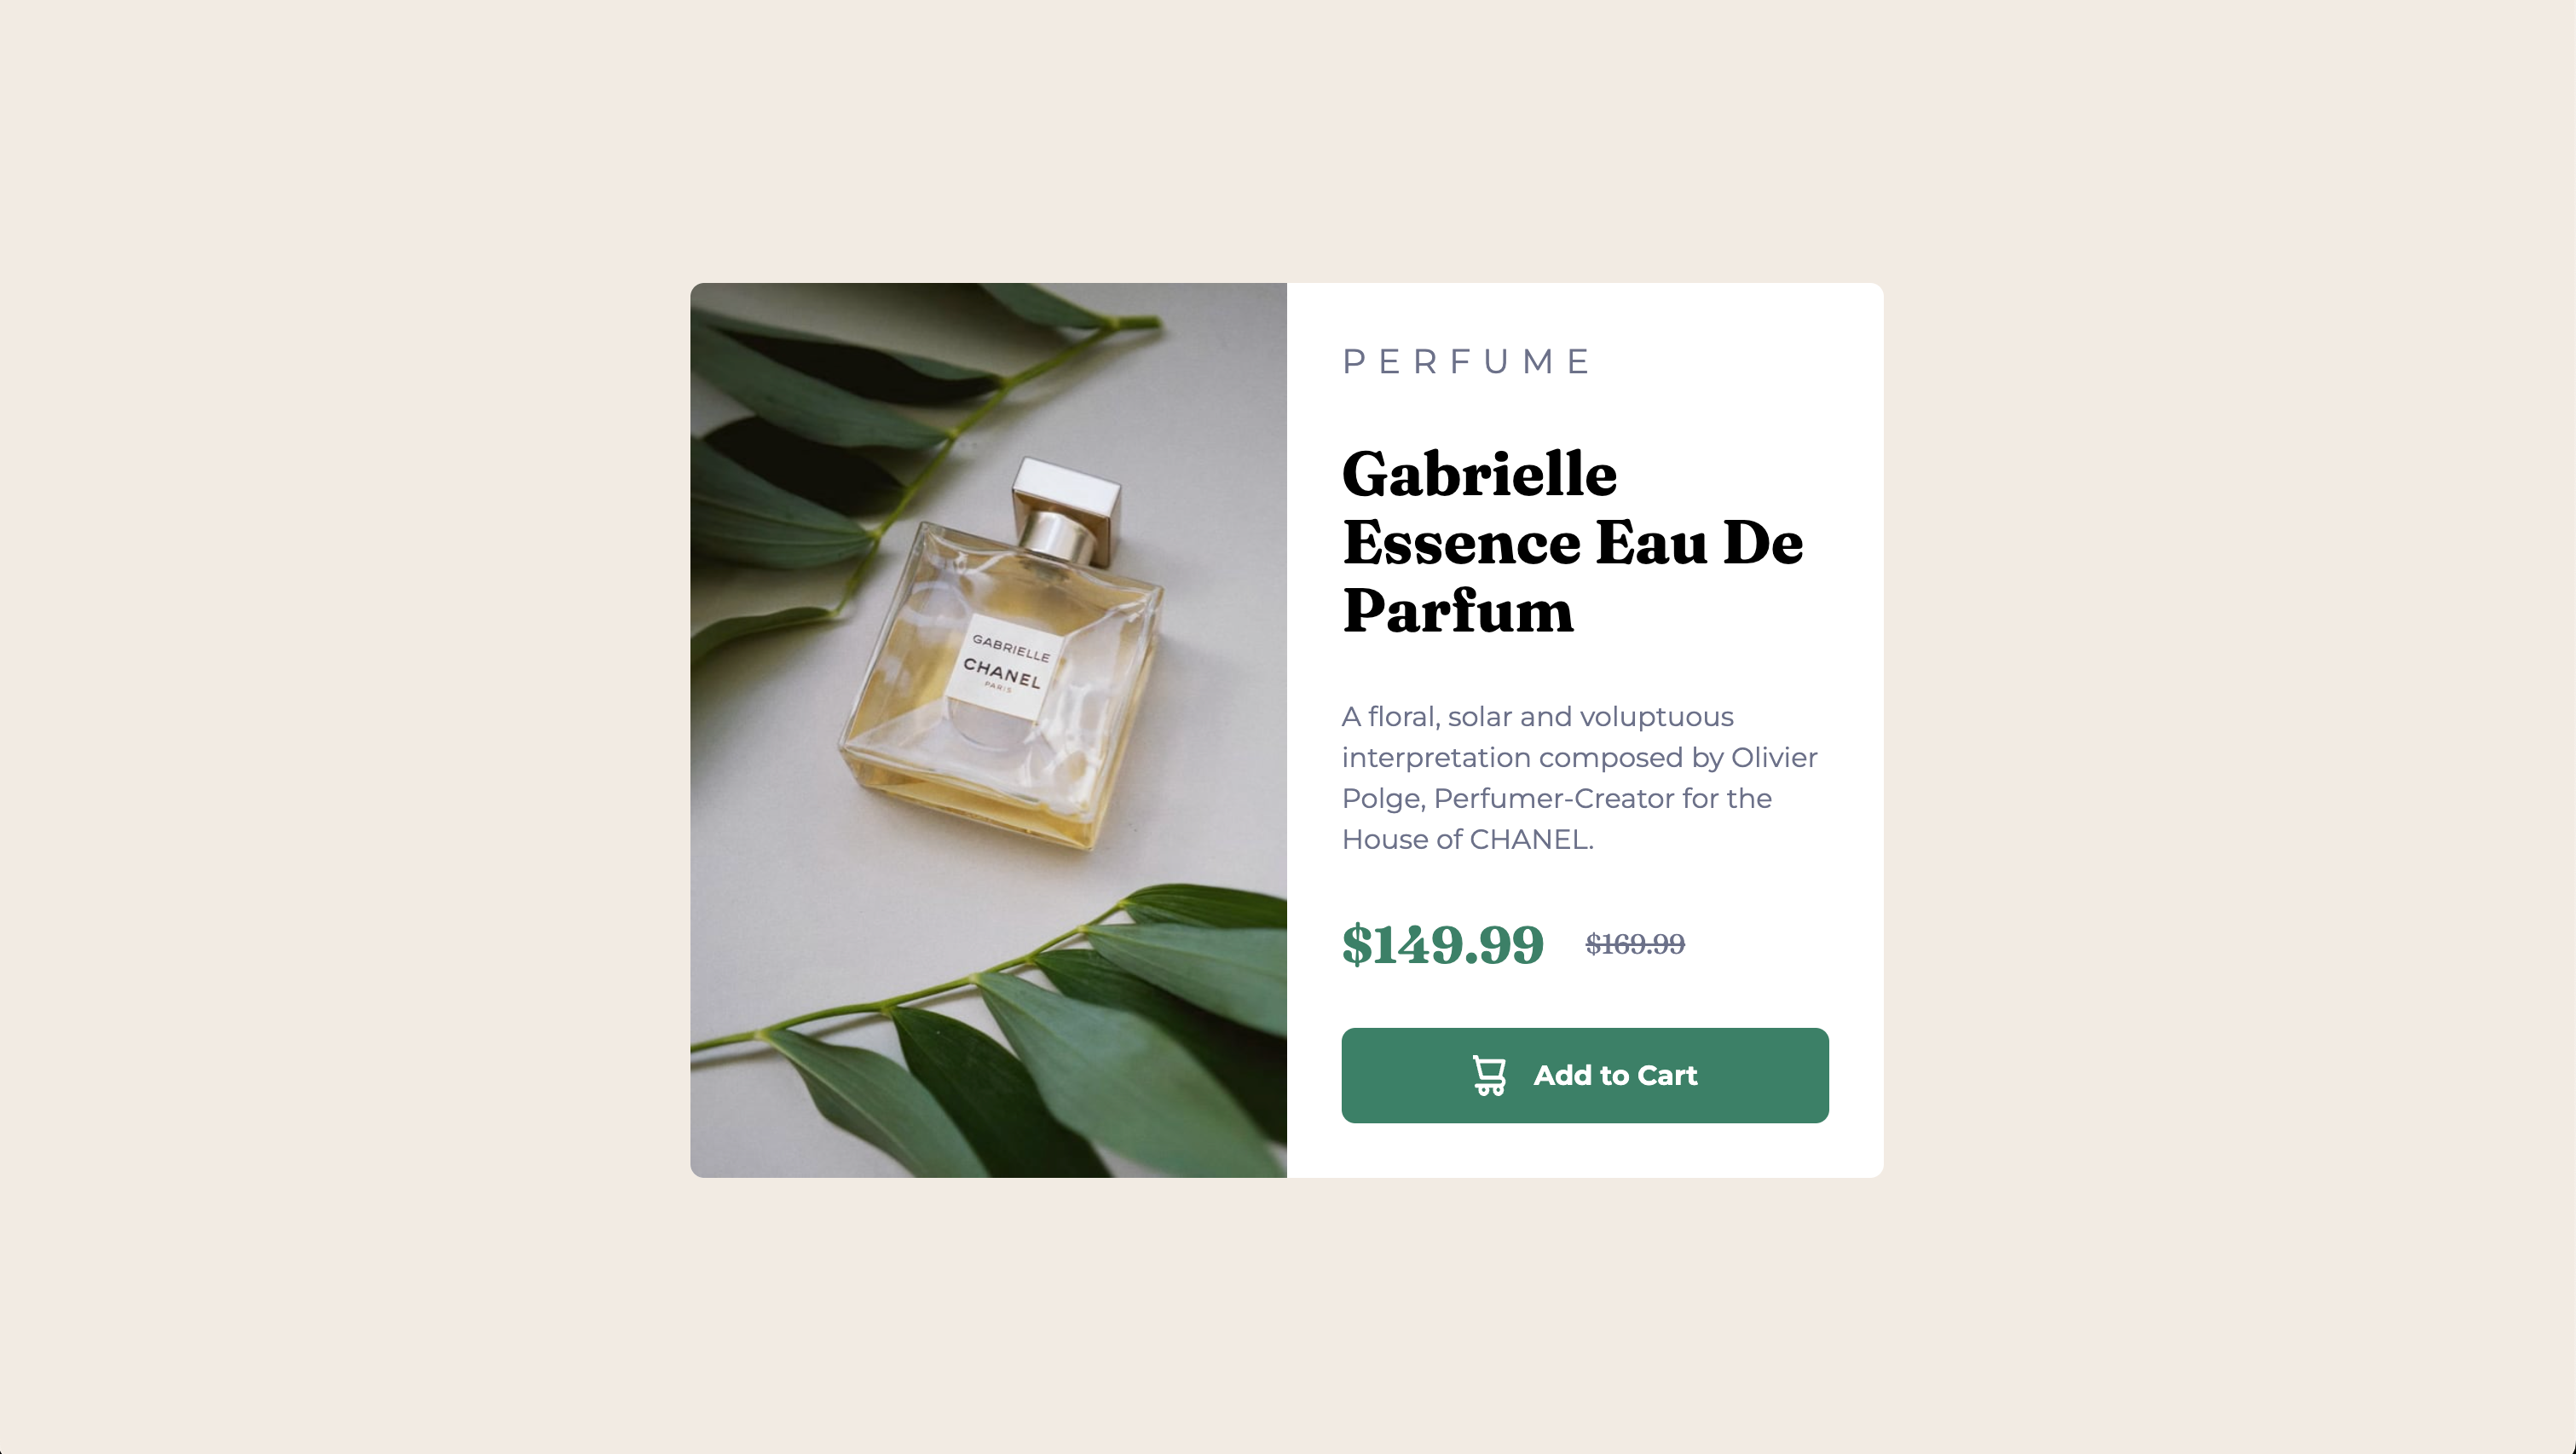 GABRIELLE
CHANEL
PARIS
PERFUME
Gabrielle
Essence Eau De
Parfum
A floral, solar and voluptuous
interpretation composed by Olivier
Polge, Perfumer-Creator for the
House of CHANEL.
$149.99 $169.99
Add to Cart